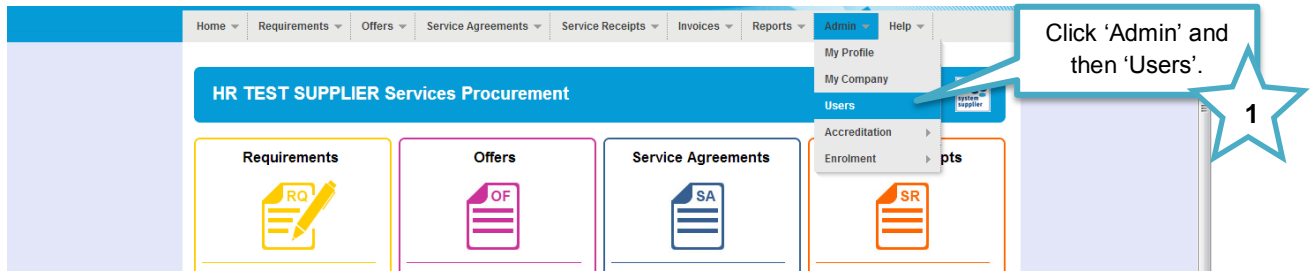 Home Requirements Offers Service Agreements Service Receipts Invoices Reports Admin Help
Click ‘Admin’ and
then ‘Users’.
1
My Profile
My Company
Users
Accreditation
Enrolment
HR TEST SUPPLIER Services Procurement
system
supplier
Requirements
Offers
Service Agreements
pts
RQ
OF
SA
SR